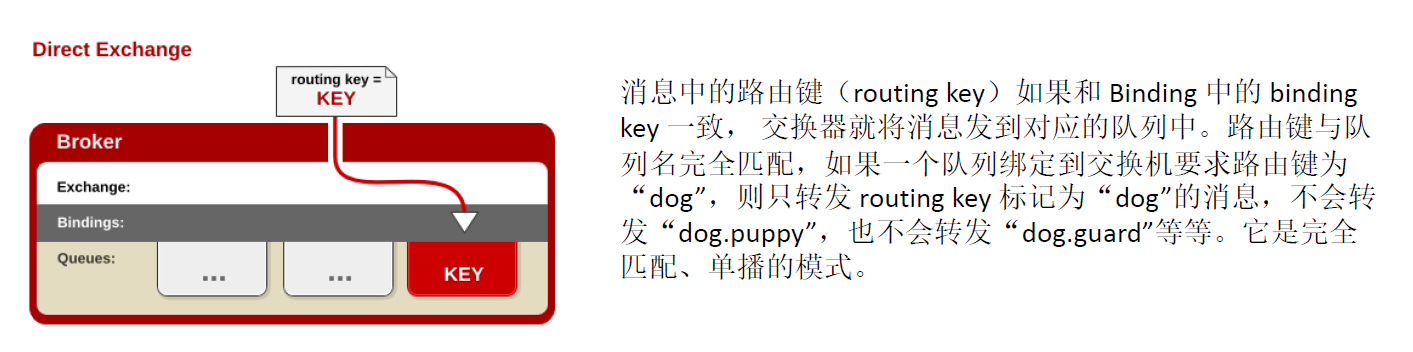 Direct Exchange
routing key =
KEY
Broker
Exchange:
Bindings:
Queues:
...
...
KEY
消息中的路由键（routing key）如果和 Binding 中的 binding
key 一致， 交换器就将消息发到对应的队列中。路由键与队
列名完全匹配，如果一个队列绑定到交换机要求路由键为
“dog”，则只转发 routing key 标记为“dog”的消息，不会转
发“dog.puppy”，也不会转发“dog.guard”等等。它是完全
匹配、单播的模式。